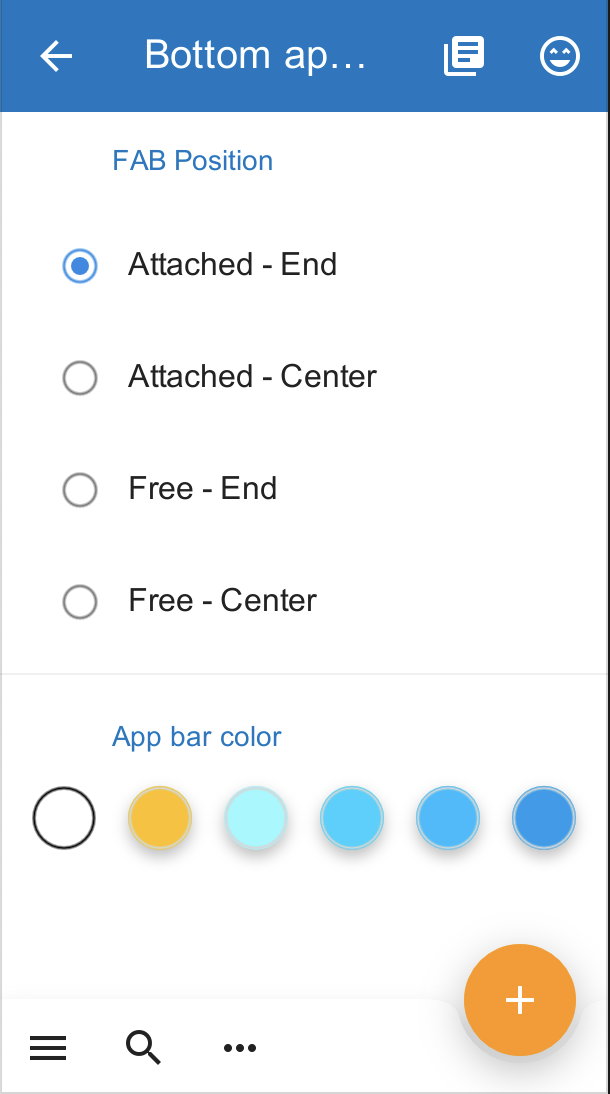 Bottom ap...
FAB Position
Attached - End
Attached - Center
Free - End
Free - Center
App bar color